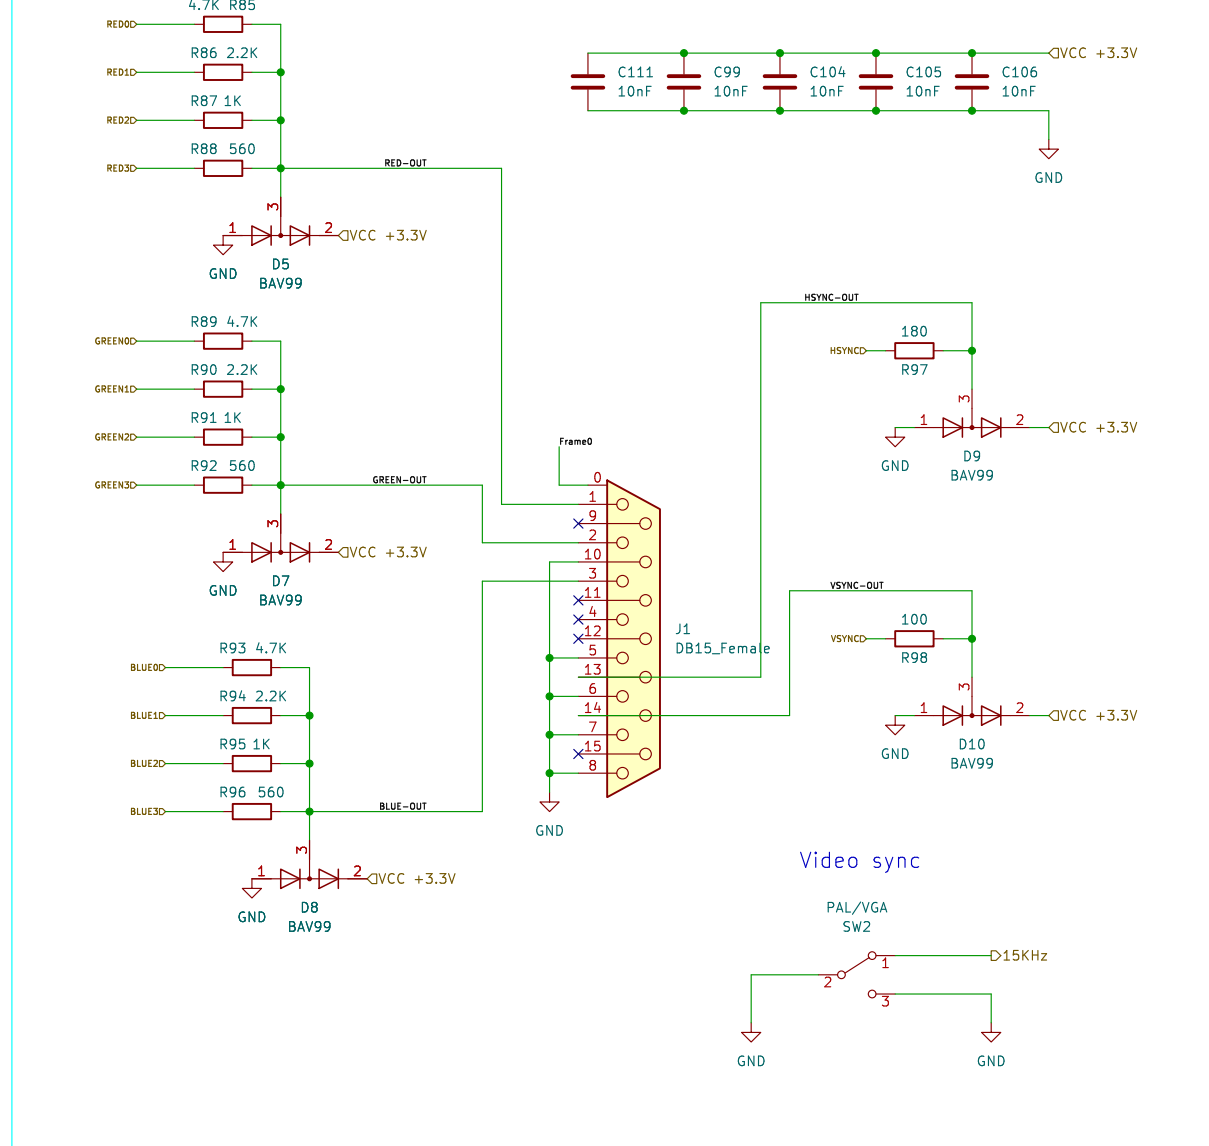 4.7K R85
RED0
R86 2.2K
RED1
R87 1K
RED2
R88 560
RED3
RED-OUT
3
1
2
VCC +3.3V
GND
D5
BAV99
VCC +3.3V
C111
10nF
C99
10nF
C104
10nF
C105
10nF
C106
10nF
GND
R89 4.7K
GREEN0
R90 2.2K
GREEN1
R91 1K
GREEN2
R92 560
GREEN3
GREEN-OUT
3
1
2
VCC +3.3V
GND
D7
BAV99
HSYNC-OUT
180
HSYNC
R97
3
1
2
VCC +3.3V
GND
D9
BAV99
Frame0
0
1
9
2
10
3
11
4
12
5
13
6
14
7
15
8
J1
DB15_Female
GND
VSYNC-OUT
100
VSYNC
R98
3
1
2
VCC +3.3V
GND
D10
BAV99
R93 4.7K
BLUE0
R94 2.2K
BLUE1
R95 1K
BLUE2
R96 560
BLUE3
BLUE-OUT
3
1
2
VCC +3.3V
GND
D8
BAV99
Video sync
PAL/VGA
SW2
1
15KHz
2
3
GND
GND